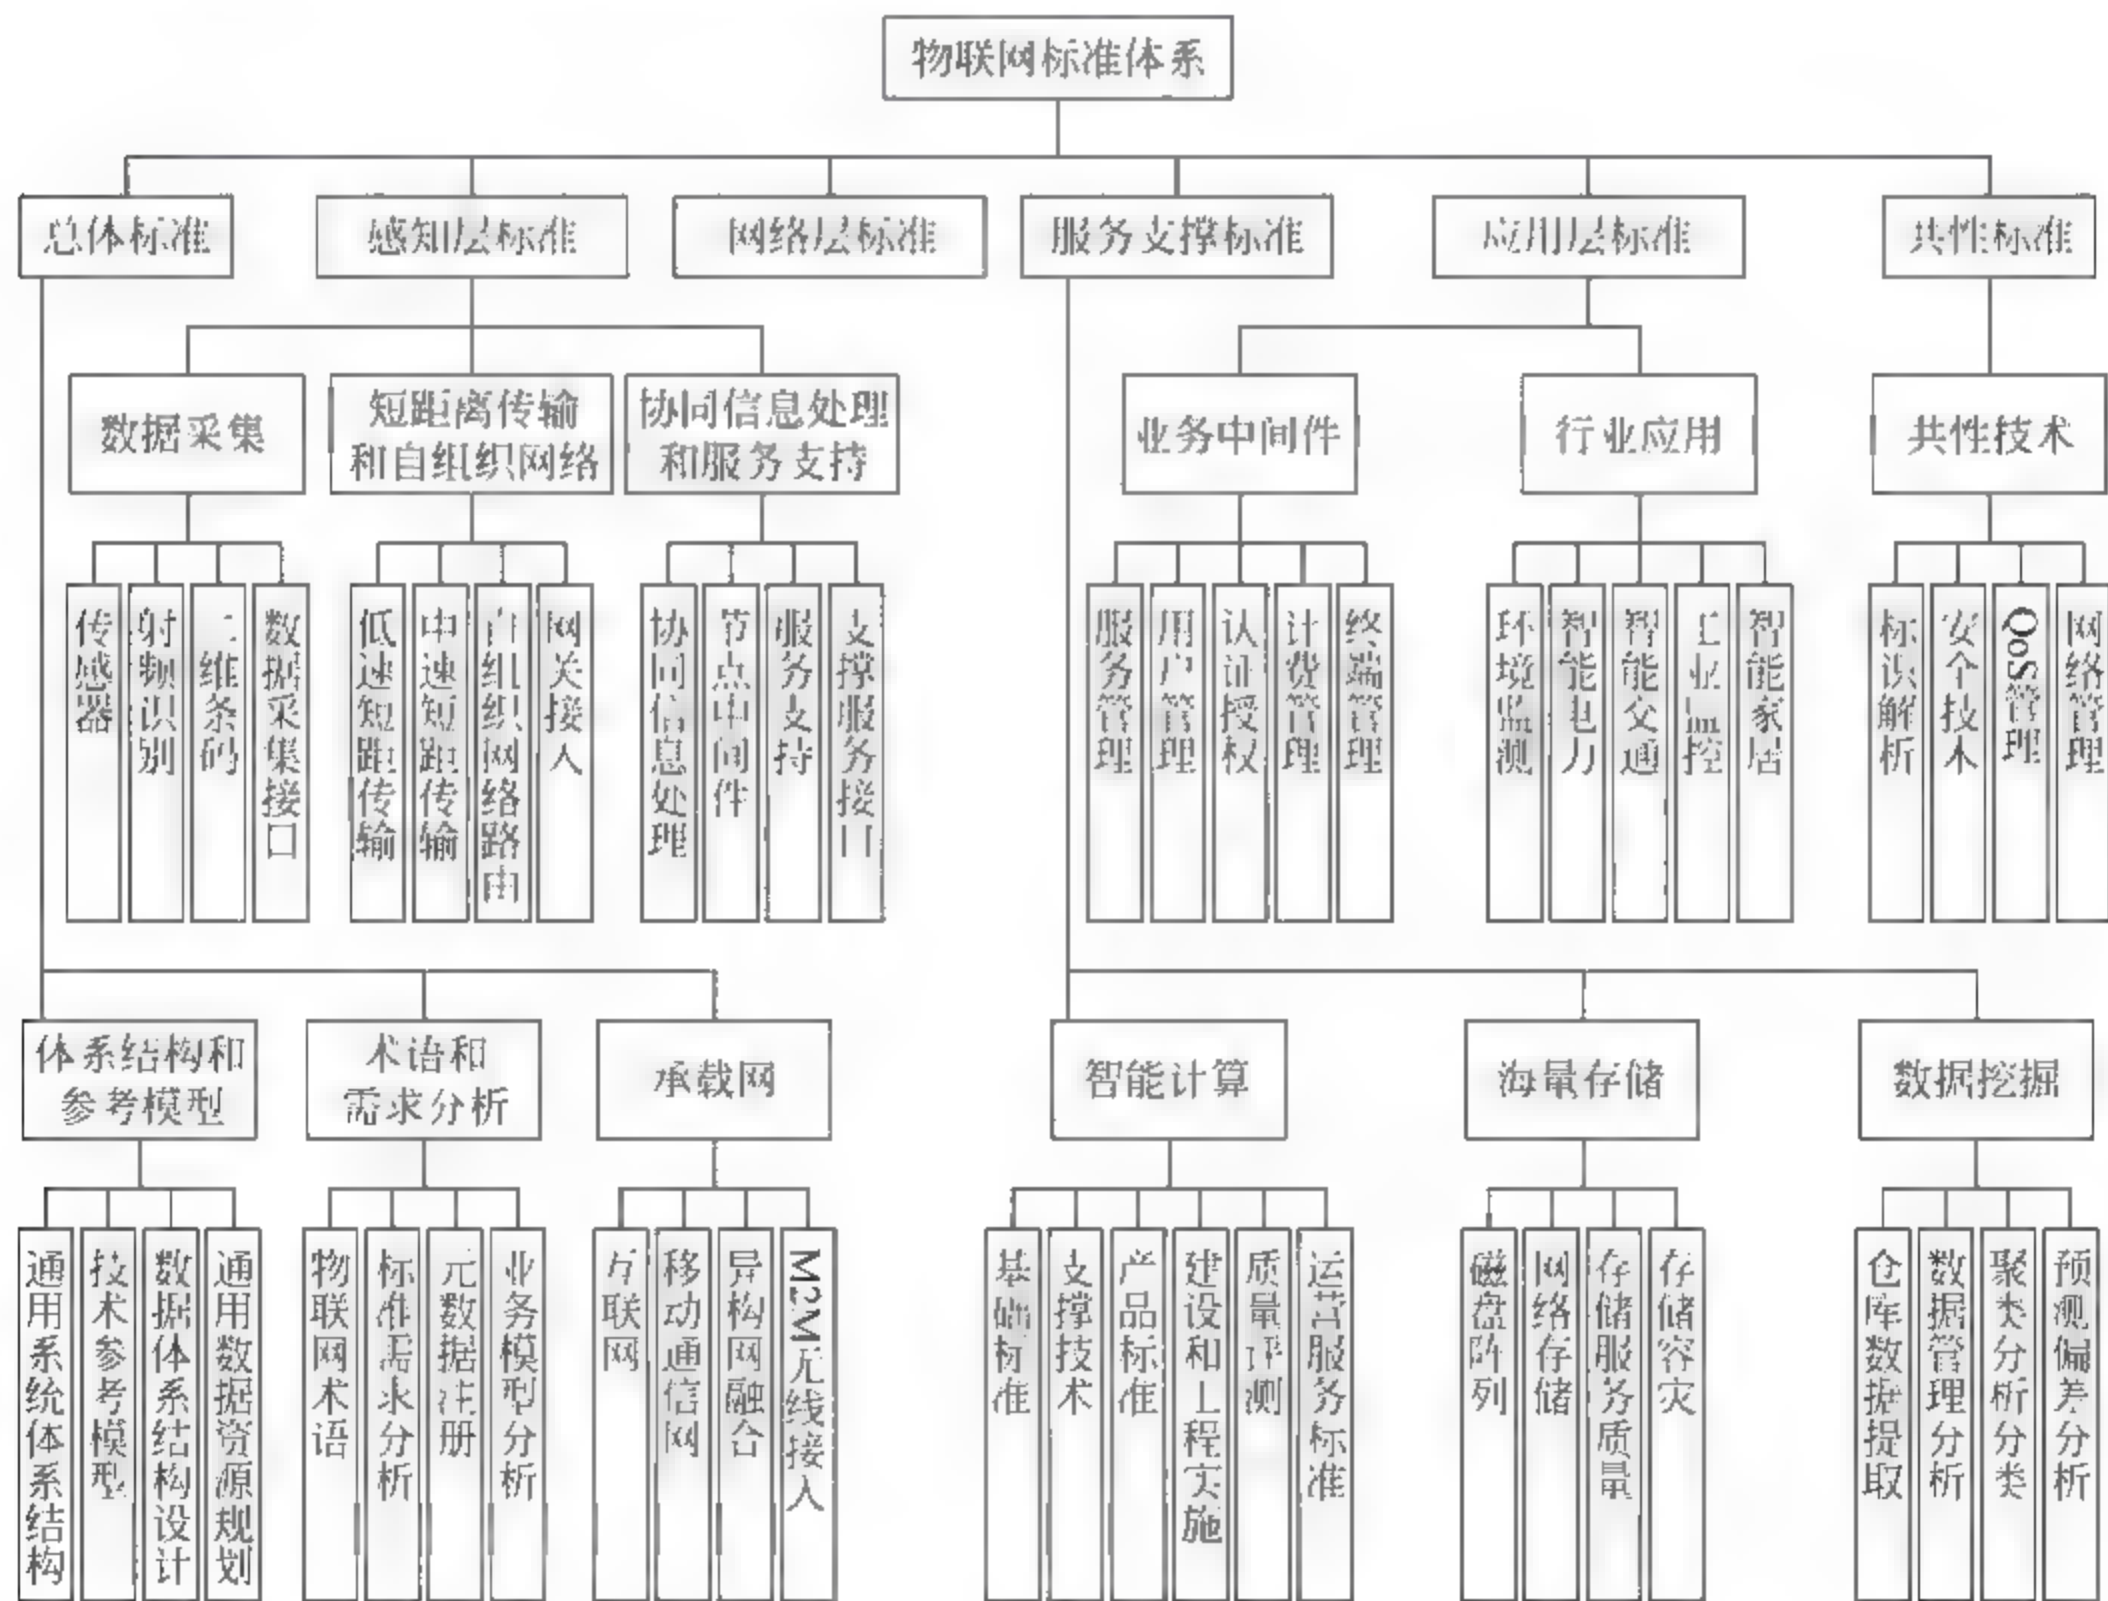 物联网标准体系
总体标准
感知层标准
网络层标准
服务支撑标准
应用层标准
共性标准
数据采集
短距离传输
和自组织网络
协同信息处理
和服务支持
业务中间件
行业应用
共性技术
传感器
射频识别
二维条码
数据采集接口
低速短距传输
中速短距传输
自组织网络路由
网关接入
协同信息处理
节点中间件
服务支持
支撑服务接口
服务管理
用户管理
认证授权
计费管理
终端管理
环境监测
智能电力
智能交通
工业监控
智能家居
标识解析
安全技术
QoS管理
网络管理
体系结构和
参考模型
术语和
需求分析
承载网
智能计算
海量存储
数据挖掘
通用系统体系结构
技术参考模型
数据体系结构设计
通用数据资源规划
物联网术语
标准需求分析
元数据注册
业务模型分析
互联网
移动通信网
异构网融合
M2M无线接入
基础标准
支撑技术
产品标准
建设和工程实施
质量评测
运营服务标准
磁盘阵列
网络存储
存储服务质量
存储容灾
仓库数据提取
数据管理分析
聚类分析分类
预测偏差分析